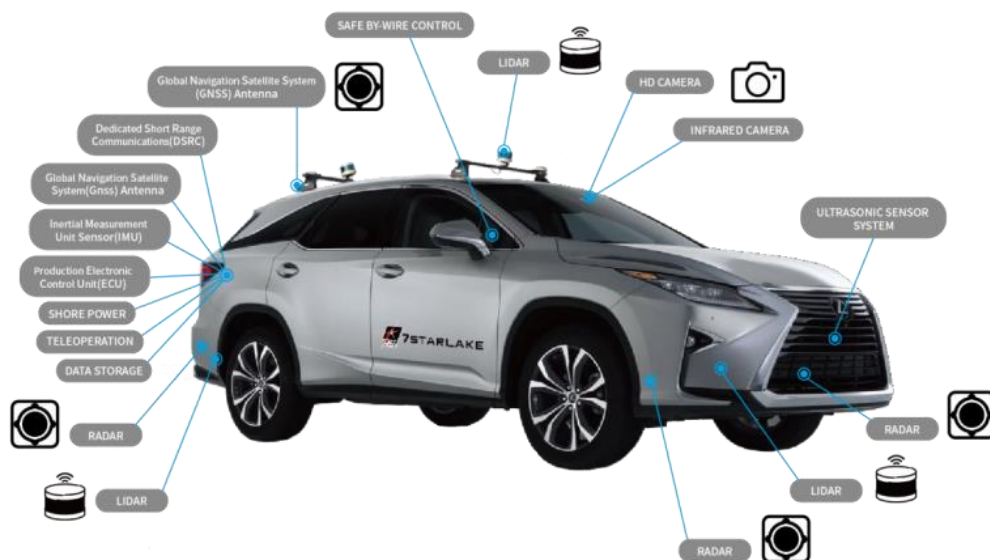 SAFE BY-WIRE CONTROL
LIDAR
HD CAMERA
INFRARED CAMERA
Global Navigation Satellite System
(GNSS) Antenna
Dedicated Short Range
Communications(DSRC)
Global Navigation Satellite
System(Gnss) Antenna
Inertial Measurement
Unit Sensor(IMU)
Production Electronic
Control Unit(ECU)
SHORE POWER
TELEOPERATION
DATA STORAGE
RADAR
LIDAR
ULTRASONIC SENSOR
SYSTEM
7STARLAKE
RADAR
LIDAR
RADAR